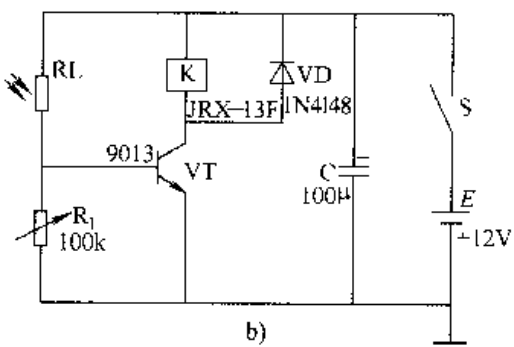 RL
K
VD
JRX-13F
1N4148
S
9013
VT
C
100μ
E
+12V
R1
100k
b)